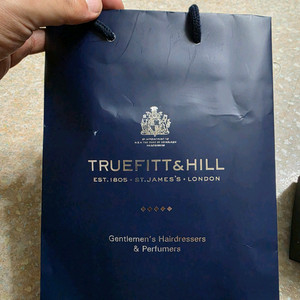 TRUEFITT & HILL
EST. 1805 • ST. JAMES'S • LONDON
Gentlemen's Hairdressers
& Perfumers